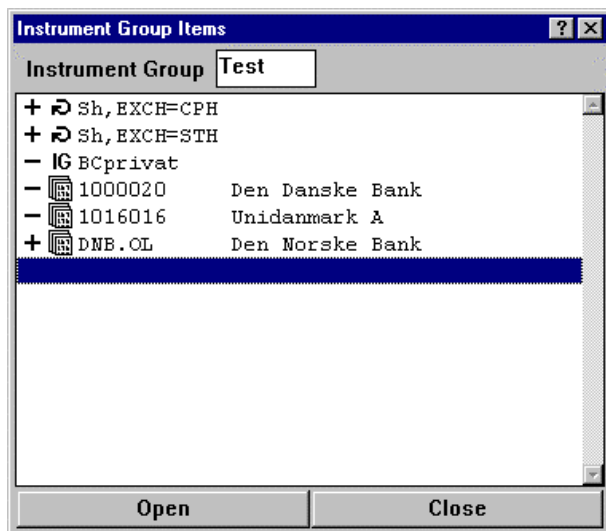 Instrument Group Items
Instrument Group Test
+ Sh,EXCH=CPH
+ Sh,EXCH=STH
- IG BCprivat
- 1000020 Den Danske Bank
- 1016016 Unidanmark A
+ DNB.OL Den Norske Bank
Open Close